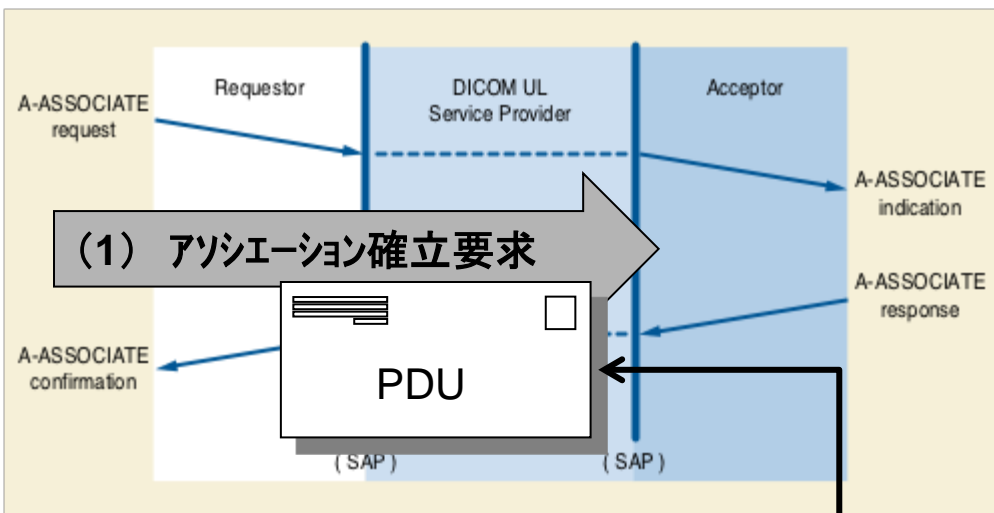 Requestor
DICOM UL
Service Provider
Acceptor
A-ASSOCIATE
request
A-ASSOCIATE
indication
(1) アソシエーション確立要求
A-ASSOCIATE
response
A-ASSOCIATE
confirmation
PDU
( SAP )
( SAP )